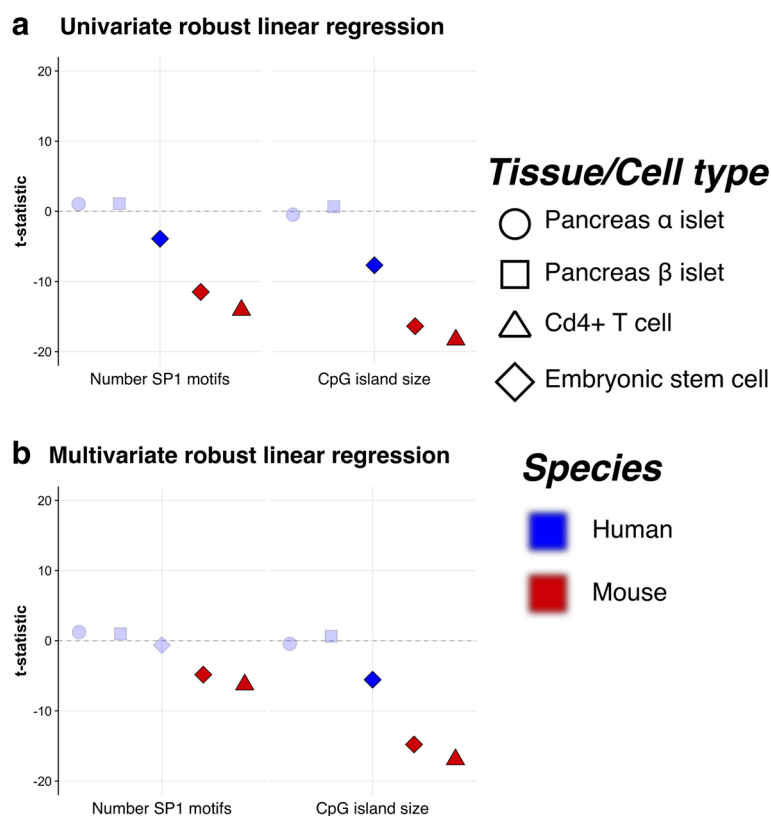 a Univariate robust linear regression
20
10
0
-10
-20
t-statistic
Number SP1 motifs
CpG island size
Tissue/Cell type
Pancreas α islet
Pancreas β islet
Cd4+ T cell
Embryonic stem cell
b Multivariate robust linear regression
20
10
0
-10
-20
t-statistic
Number SP1 motifs
CpG island size
Species
Human
Mouse